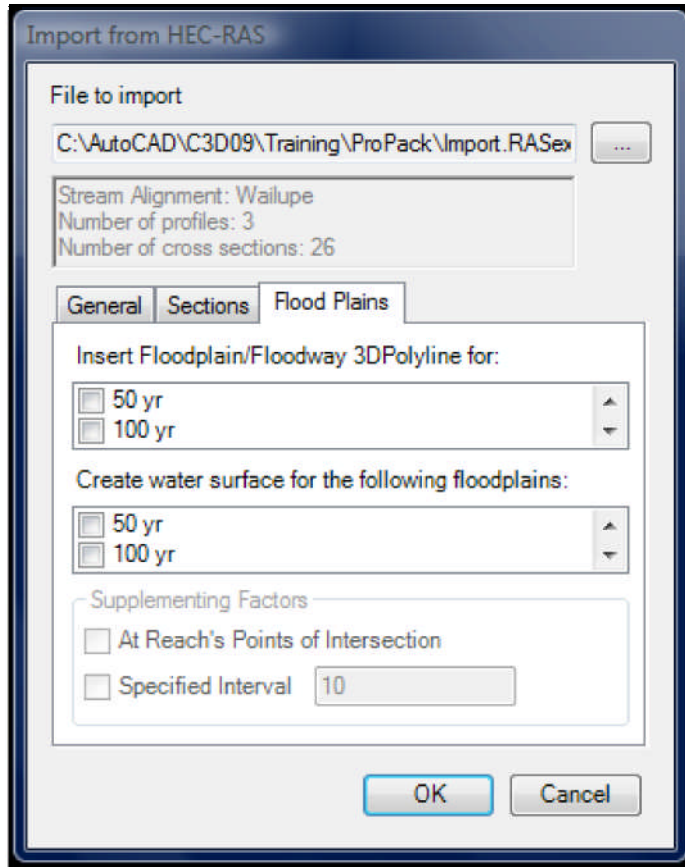 Import from HEC-RAS
File to import
C:\AutoCAD\C3D09\Training\ProPack\Import.RASex
...
Stream Alignment: Wailupe
Number of profiles: 3
Number of cross sections: 26
General Sections Flood Plains
Insert Floodplain/Floodway 3DPolyline for:
50 yr
100 yr
Create water surface for the following floodplains:
50 yr
100 yr
Supplementing Factors
At Reach's Points of Intersection
Specified Interval 10
OK Cancel